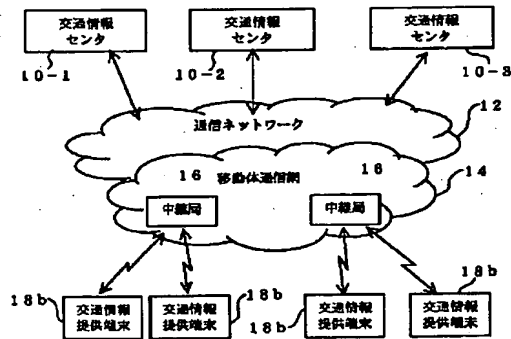 交通情報
センタ
交通情報
センタ
交通情報
センタ
10-1
10-2
10-3
通信ネットワーク
12
16
移動体通信網
16
14
中継局
中継局
18b
交通情報
提供端末
交通情報
提供端末
18b
18b
交通情報
提供端末
18b
交通情報
提供端末